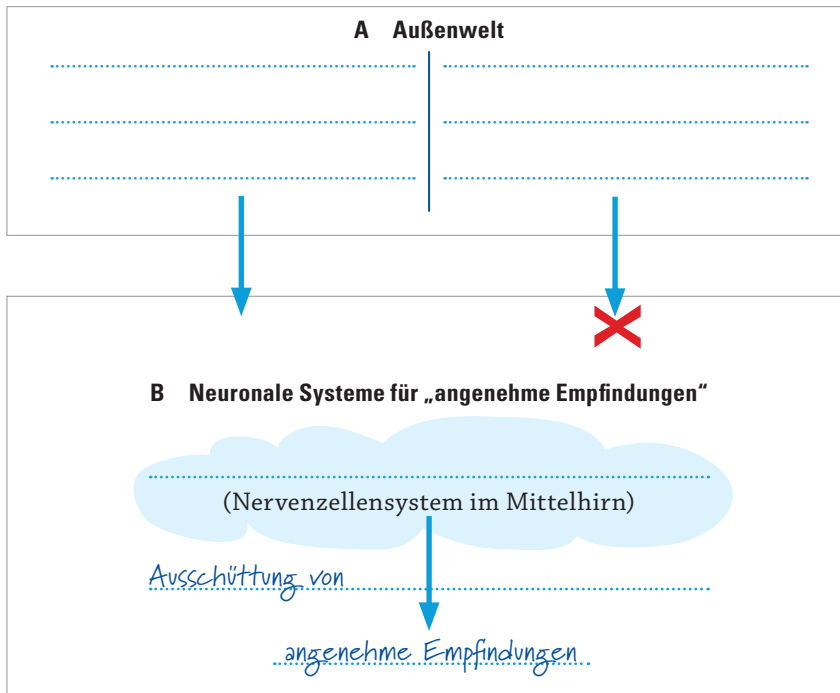 A Außenwelt
B Neuronale Systeme für „angenehme Empfindungen“
(Nervenzellensystem im Mittelhirn)
Ausschüttung von
angenehme Empfindungen